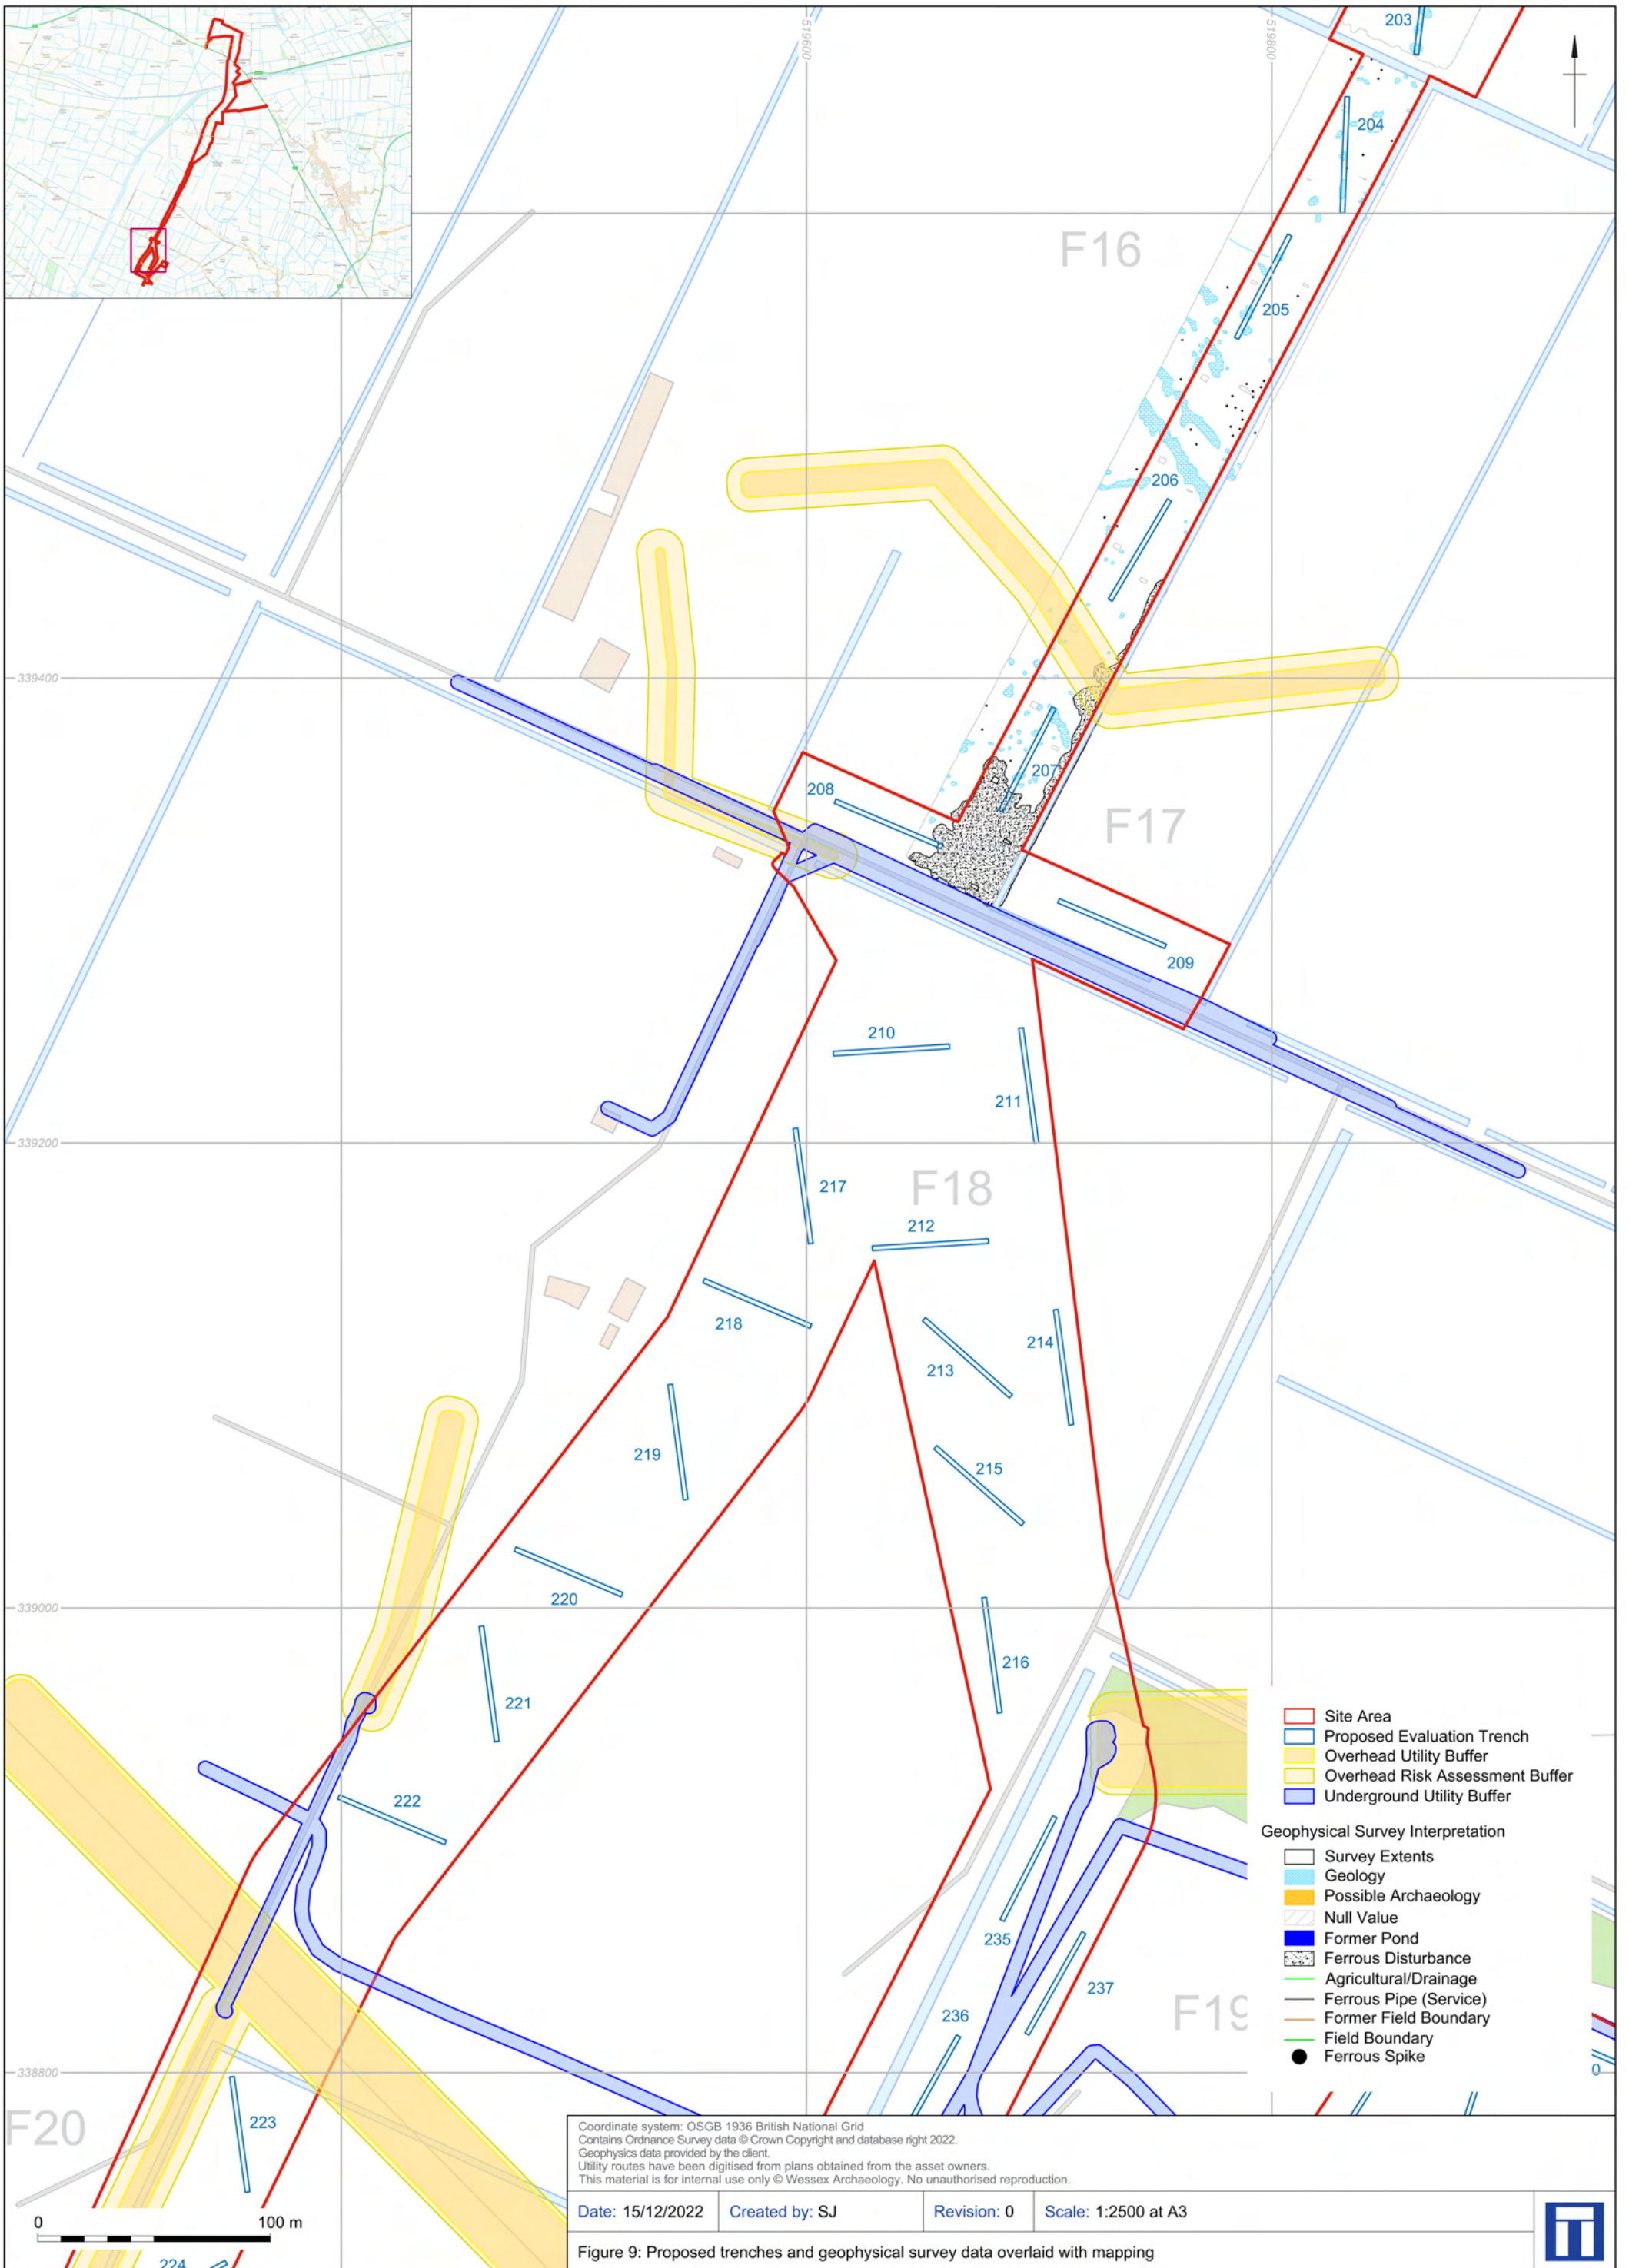 519600
519800
203
204
F16
205
206
339400
207
208
F17
209
210
211
339200
217
F18
212
218
214
213
219
215
220
339000
216
221
Site Area
Proposed Evaluation Trench
Overhead Utility Buffer
Overhead Risk Assessment Buffer
Underground Utility Buffer
222
Geophysical Survey Interpretation
Survey Extents
Geology
Possible Archaeology
Null Value
Former Pond
Ferrous Disturbance
Agricultural/Drainage
Ferrous Pipe (Service)
Former Field Boundary
Field Boundary
Ferrous Spike
235
237
236
F19
338800
0
F20
223
224
0 100 m
Coordinate system: OSGB 1936 British National Grid
Contains Ordnance Survey data © Crown Copyright and database right 2022.
Geophysics data provided by the client.
Utility routes have been digitised from plans obtained from the asset owners.
This material is for internal use only © Wessex Archaeology. No unauthorised reproduction.
Date: 15/12/2022 Created by: SJ Revision: 0 Scale: 1:2500 at A3
Figure 9: Proposed trenches and geophysical survey data overlaid with mapping